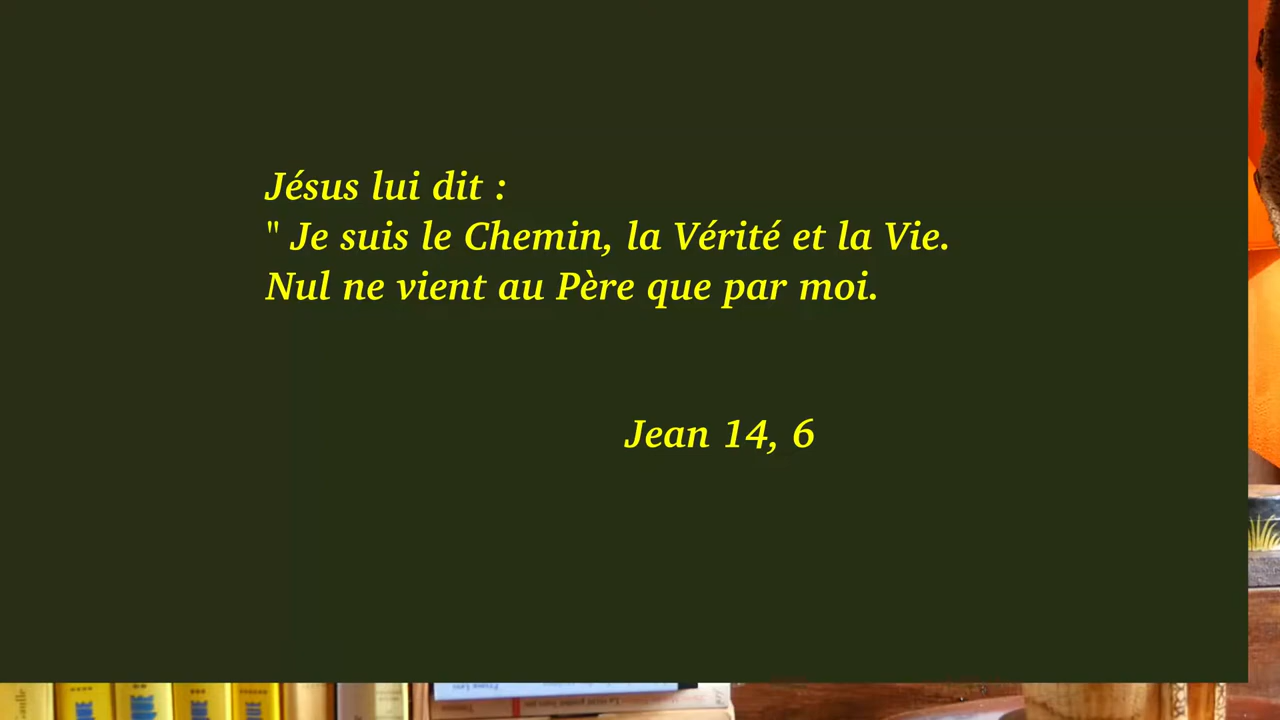 Jésus lui dit :
" Je suis le Chemin, la Vérité et la Vie.
Nul ne vient au Père que par moi.
Jean 14, 6